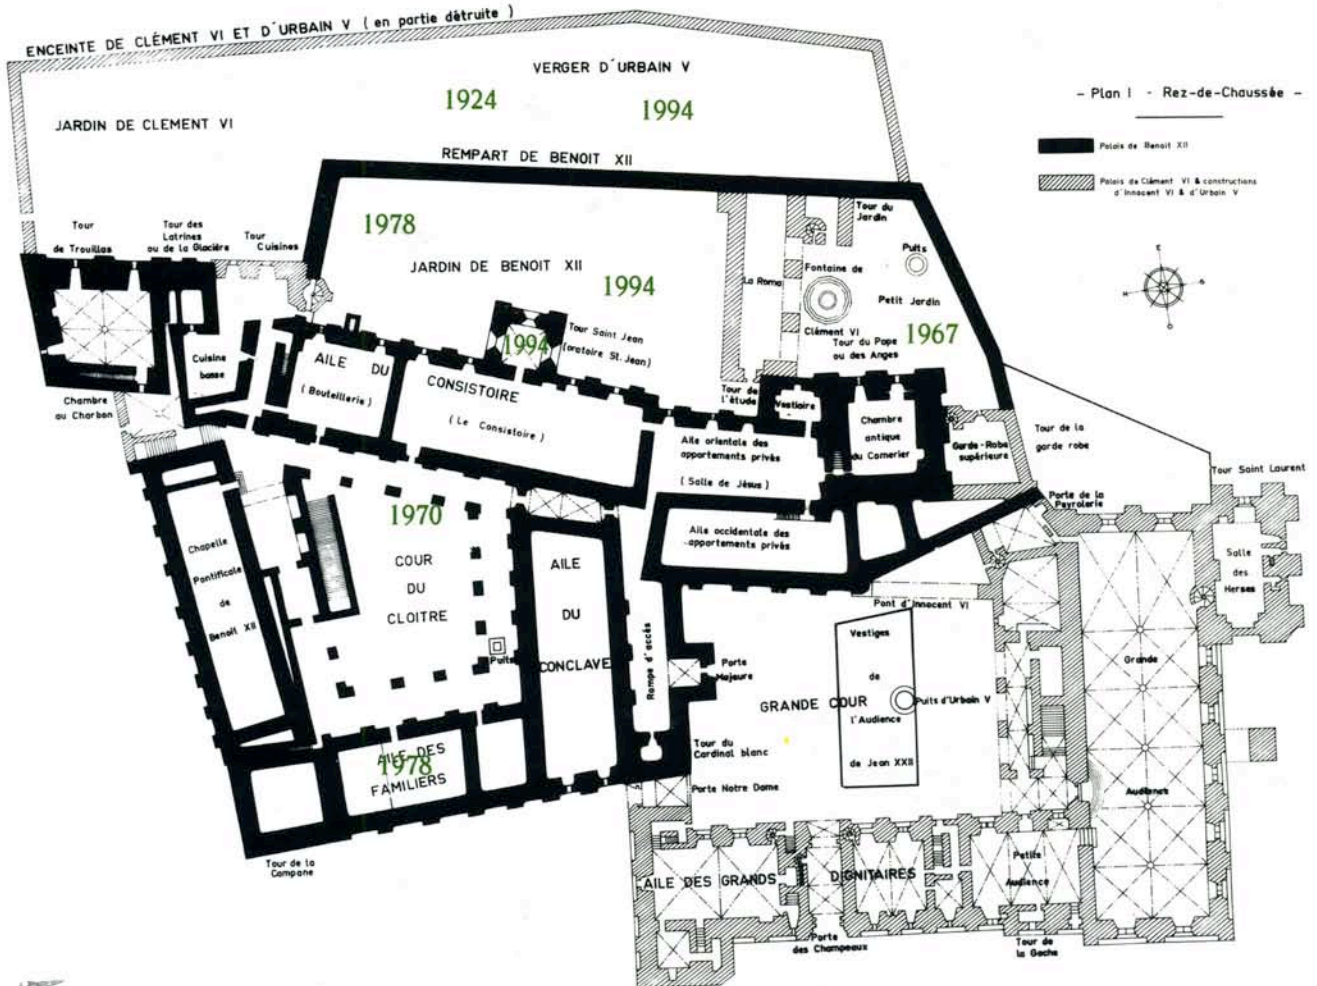 ENCEINTE DE CLÉMENT VI ET D'URBAIN V ( en partie détruite )
VERGER D'URBAIN V
1924
1994
JARDIN DE CLEMENT VI
REMPART DE BENOIT XII
- Plan I - Rez-de-Chaussée -
Palais de Benoit XII
Palais de Clément VI & constructions
d'Innocent VI & d'Urbain V
E
N
S
O
Tour
de Trouillas
Tour des
Latrines
ou de la Glacière
Tour
Cuisines
1978
JARDIN DE BENOIT XII
1994
La Roma
Tour du
Jardin
Puits
Fontaine de
Clément VI
Petit Jardin
1967
Tour du Pape
ou des Anges
1994
Tour Saint Jean
(oratoire St. Jean)
Cuisine
basse
AILE DU
CONSISTOIRE
( Bouteillerie )
( Le Consistoire )
Chambre
au Charbon
Tour de
l'étude
Vestiaire
Chambre
antique
du Camerier
Garde-Robe
supérieure
Tour de la
garde robe
Aile orientale des
appartements privés
( Salle de Jésus )
Aile occidentale des
appartements privés
Porte de la
Peyrolerie
Tour Saint Laurent
Salle
des
Herses
Chapelle
Pontificale
de
Benoit XII
1970
COUR
DU
CLOITRE
Puits
AILE
DU
CONCLAVE
Rampe d'accès
Porte
Majeure
Pont d'Innocent VI
Vestiges
de
l'Audience
de Jean XXII
GRANDE COUR
Puits d'Urbain V
Grande
Audience
AILE DES
FAMILIERS
1978
Tour du
Cardinal blanc
Porte Notre Dame
Tour de la
Campane
AILE DES GRANDS
DIGNITAIRES
Petite
Audience
Porte
des Champeaux
Tour de
la Gache